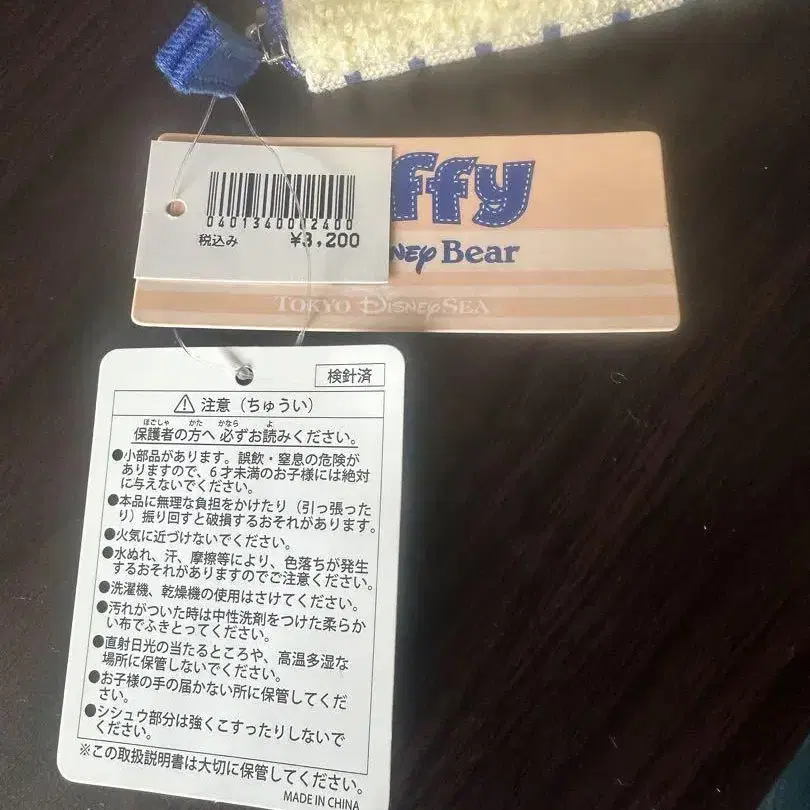 0401340002400
税込み ¥3,200
ffy
Bear
TOKYO DISNEYSEA
検針済
⚠ 注意（ちゅうい）
保護者の方へ 必ずお読みください。
●小部品があります。誤飲・窒息の危険が
ありますので、6才未満のお子様には絶対
に与えないでください。
●本品に無理な負担をかけたり（引っ張った
り）振り回すと破損するおそれがあります。
●火気に近づけないでください。
●水ぬれ、汗、摩擦等により、色落ちが発生
するおそれがありますのでご注意ください。
●洗濯機、乾燥機の使用はさけてください。
●汚れがついた時は中性洗剤をつけた柔らか
い布でふきとってください。
●直射日光の当たるところや、高温多湿な
場所に保管しないでください。
●お子様の手の届かない所に保管してくだ
さい。
●シシュウ部分は強くこすったりしないで
ください。
※この取扱説明書は大切に保管してください。
MADE IN CHINA